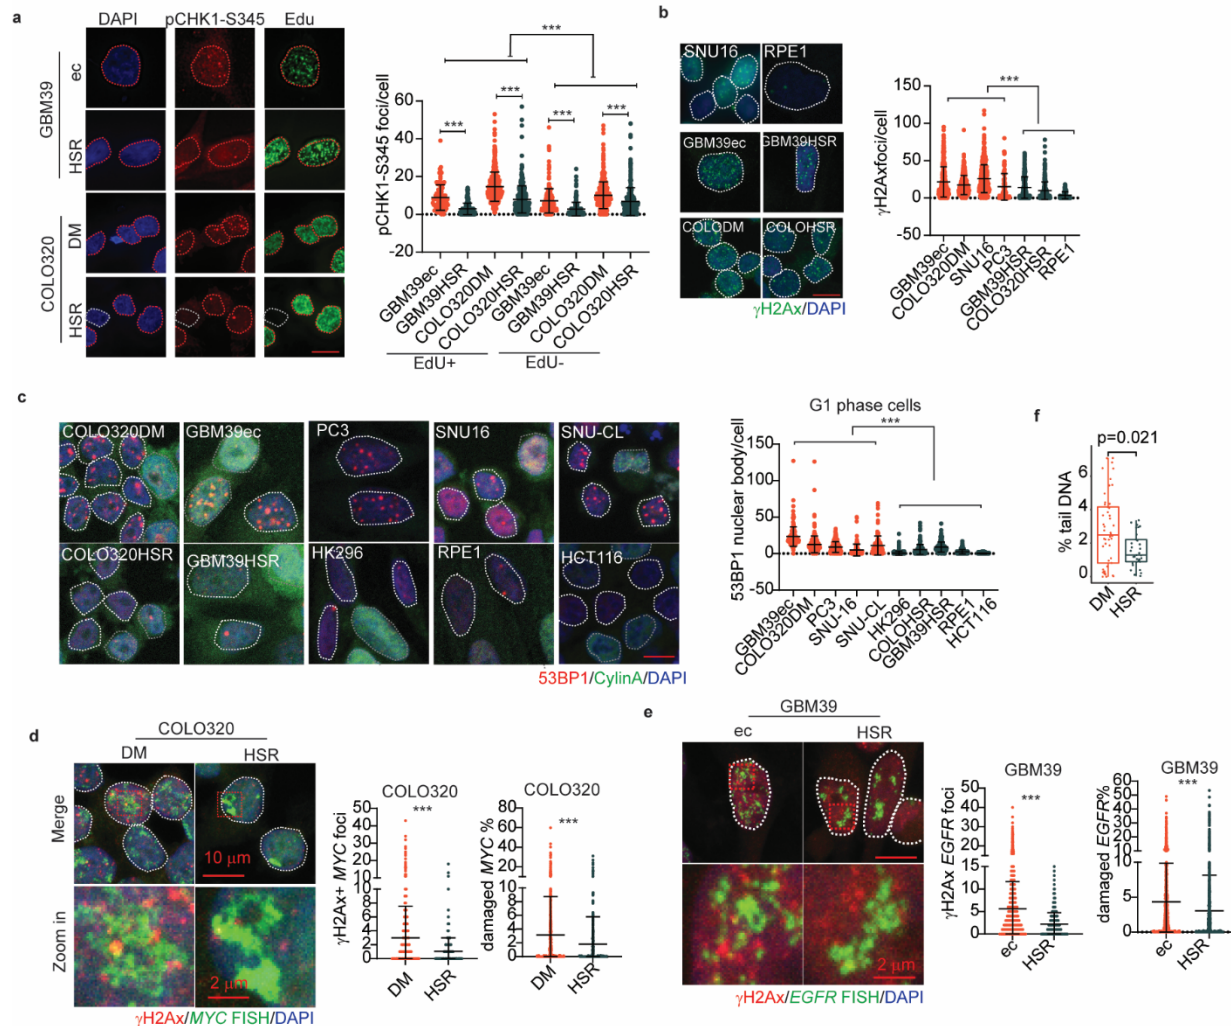 a
DAPI
pCHK1-S345
Edu
GBM39
ec
HSR
COLO320
DM
HSR
pCHK1-S345 foci/cell
60
40
20
0
-20
***
***
***
***
***
GBM39ec
GBM39HSR
COLO320DM
COLO320HSR
GBM39ec
GBM39HSR
COLO320DM
COLO320HSR
EdU+
EdU-
b
SNU16
RPE1
GBM39ec
GBM39HSR
COLODM
COLOHSR
γH2Ax/DAPI
γH2Axfoci/cell
150
100
50
0
-50
***
GBM39ec
COLO320DM
SNU16
PC3
GBM39HSR
COLO320HSR
RPE1
c
COLO320DM
GBM39ec
PC3
SNU16
SNU-CL
COLO320HSR
GBM39HSR
HK296
RPE1
HCT116
53BP1/CylinA/DAPI
G1 phase cells
53BP1 nuclear body/cell
150
100
50
0
-50
***
GBM39ec
COLO320DM
PC3
SNU-16
SNU-CL
HK296
COLOHSR
GBM39HSR
RPE1
HCT116
f
p=0.021
% tail DNA
6
4
2
0
DM
HSR
d
COLO320
DM
HSR
Merge
10 μm
Zoom in
2 μm
γH2Ax/MYC FISH/DAPI
COLO320
***
γH2Ax+ MYC foci
50
40
30
20
10
8
6
4
2
0
DM
HSR
COLO320
***
damaged MYC %
80
60
40
20
10
8
6
4
2
0
DM
HSR
e
GBM39
ec
HSR
2 μm
γH2Ax/EGFR FISH/DAPI
GBM39
***
γH2Ax EGFR foci
50
40
30
20
15
10
5
0
ec
HSR
GBM39
***
damaged EGFR%
60
50
40
30
20
10
10
5
0
ec
HSR